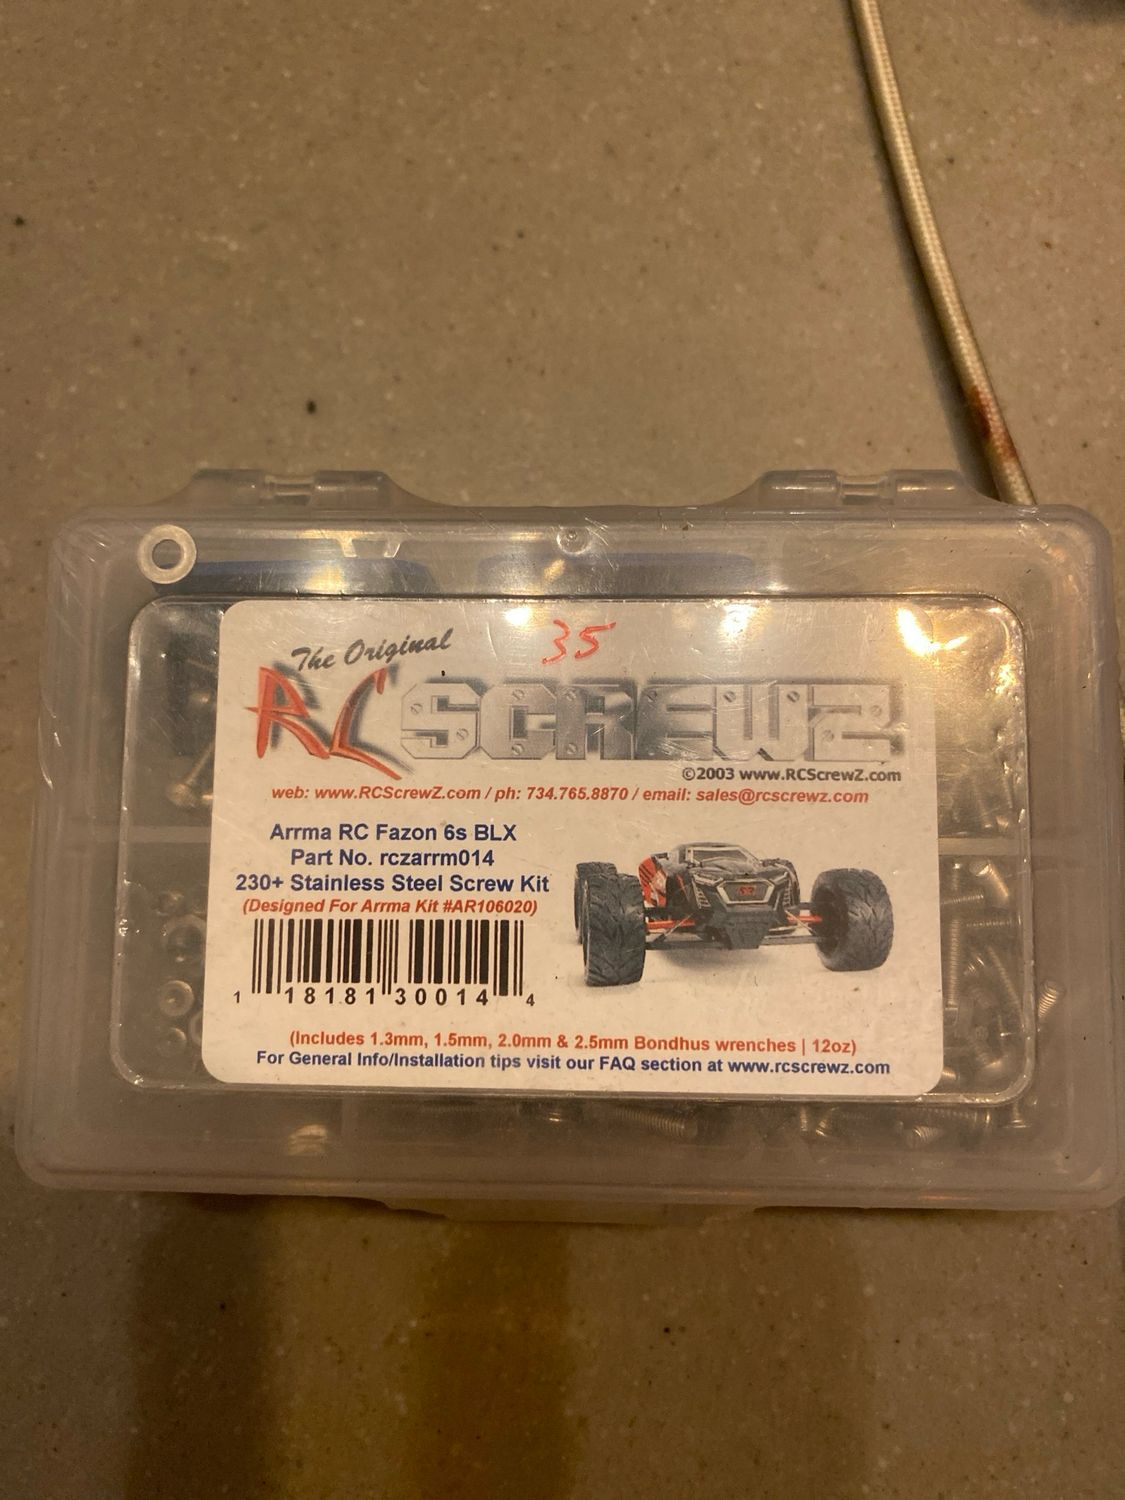 The Original
35
RC SCREWZ
©2003 www.RCScrewZ.com
web: www.RCScrewZ.com / ph: 734.765.8870 / email: sales@rcscrewz.com
Arrma RC Fazon 6s BLX
Part No. rczarrm014
230+ Stainless Steel Screw Kit
(Designed For Arrma Kit #AR106020)
1 18181 30014 4
(Includes 1.3mm, 1.5mm, 2.0mm & 2.5mm Bondhus wrenches | 12oz)
For General Info/Installation tips visit our FAQ section at www.rcscrewz.com